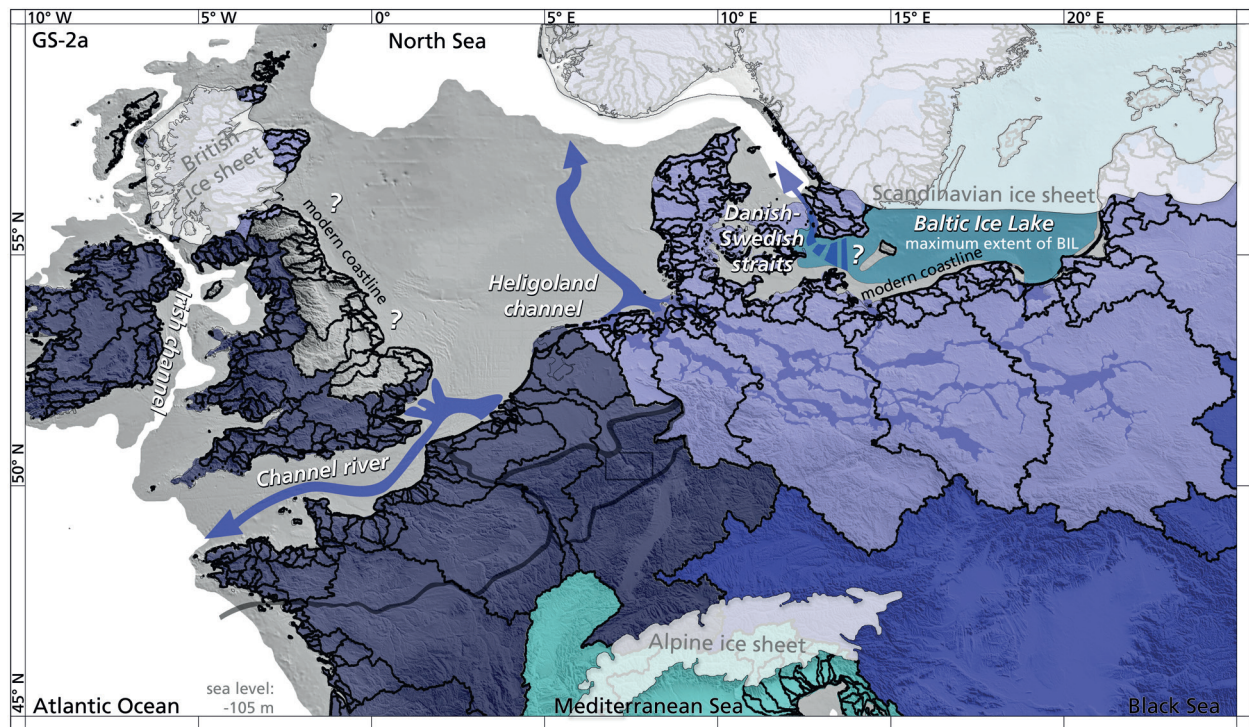 10° W
5° W
0°
5° E
10° E
15° E
20° E
GS-2a
North Sea
British
ice sheet
?
modern coastline
?
Scandinavian ice sheet
Baltic Ice Lake
maximum extent of BIL
Danish-
Swedish
straits
?
modern coastline
55° N
Heligoland
channel
Irish channel
50° N
Channel river
Alpine ice sheet
45° N
sea level:
-105 m
Atlantic Ocean
Mediterranean Sea
Black Sea